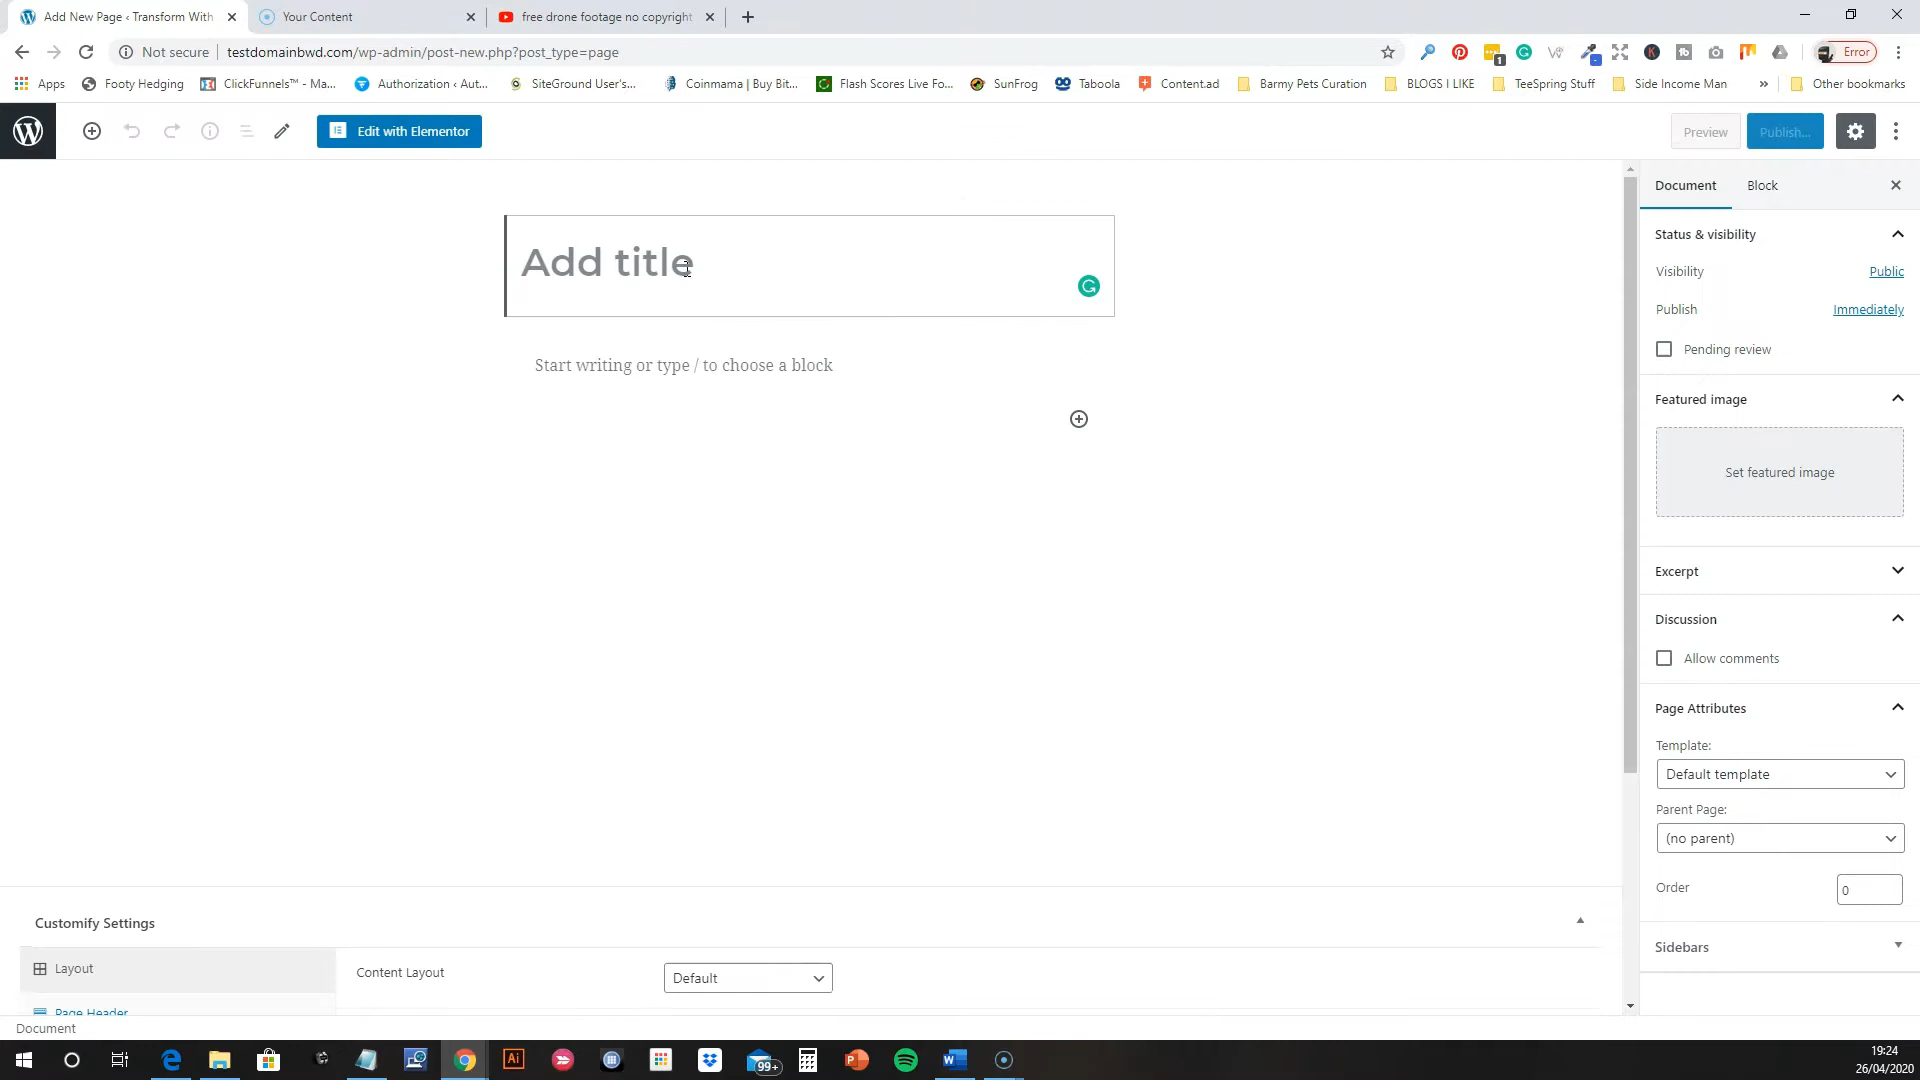 Add New Page ‹ Transform With
Your Content
free drone footage no copyright
Not secure
testdomainbwd.com/wp-admin/post-new.php?post_type=page
1
Error
Apps
Footy Hedging
ClickFunnels™ - Ma...
Authorization ‹ Aut...
SiteGround User's...
Coinmama | Buy Bit...
Flash Scores Live Fo...
SunFrog
Taboola
Content.ad
Barmy Pets Curation
BLOGS I LIKE
TeeSpring Stuff
Side Income Man
»
Other bookmarks
Edit with Elementor
Preview
Publish...
Document
Block
Add title
Start writing or type / to choose a block
Status & visibility
Visibility
Public
Publish
Immediately
Pending review
Featured image
Set featured image
Excerpt
Discussion
Allow comments
Page Attributes
Template:
Default template
Parent Page:
(no parent)
Order
0
Sidebars
Customify Settings
Layout
Content Layout
Default
Page Header
Document
Ai
99+
19:24
26/04/2020